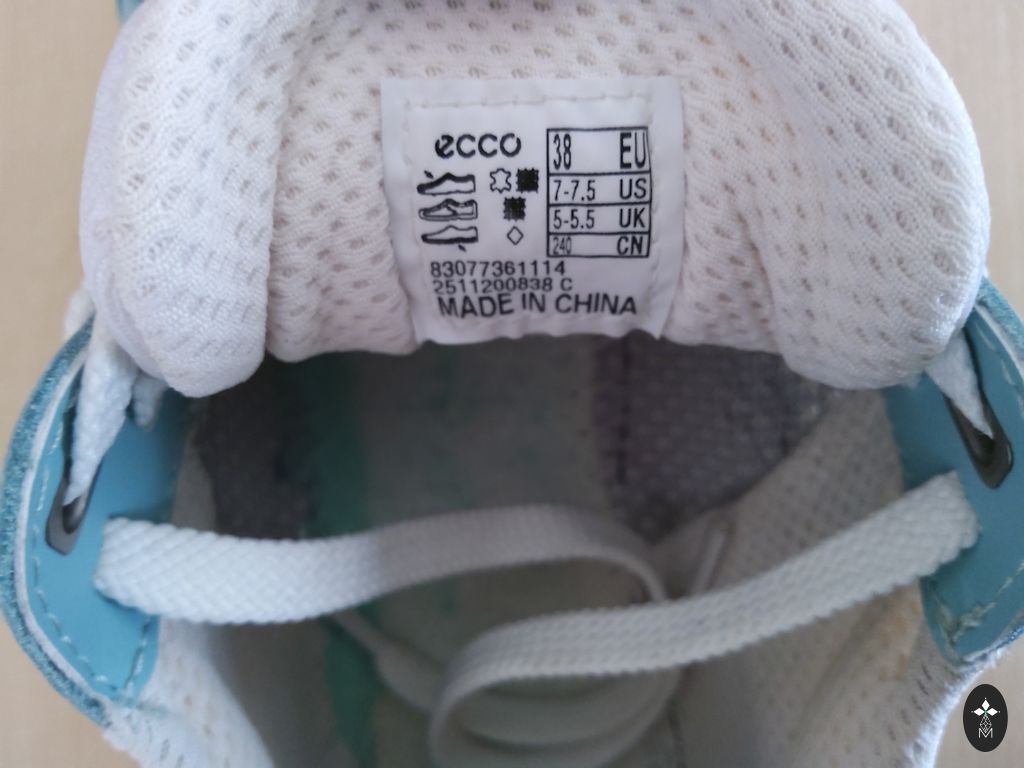 ecco
38 EU
7-7.5 US
5-5.5 UK
240 CN
83077361114
2511200838 C
MADE IN CHINA
M